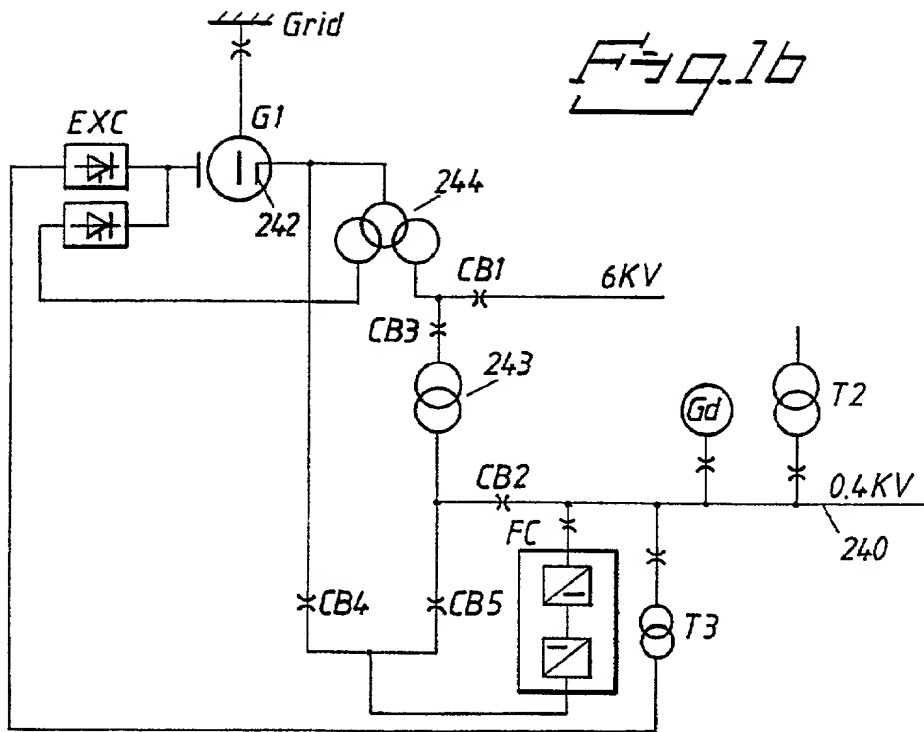 Grid
Fig.1b
EXC
G1
242
244
CB1
6KV
CB3
243
Gd
T2
CB2
0.4KV
FC
240
CB4
CB5
T3